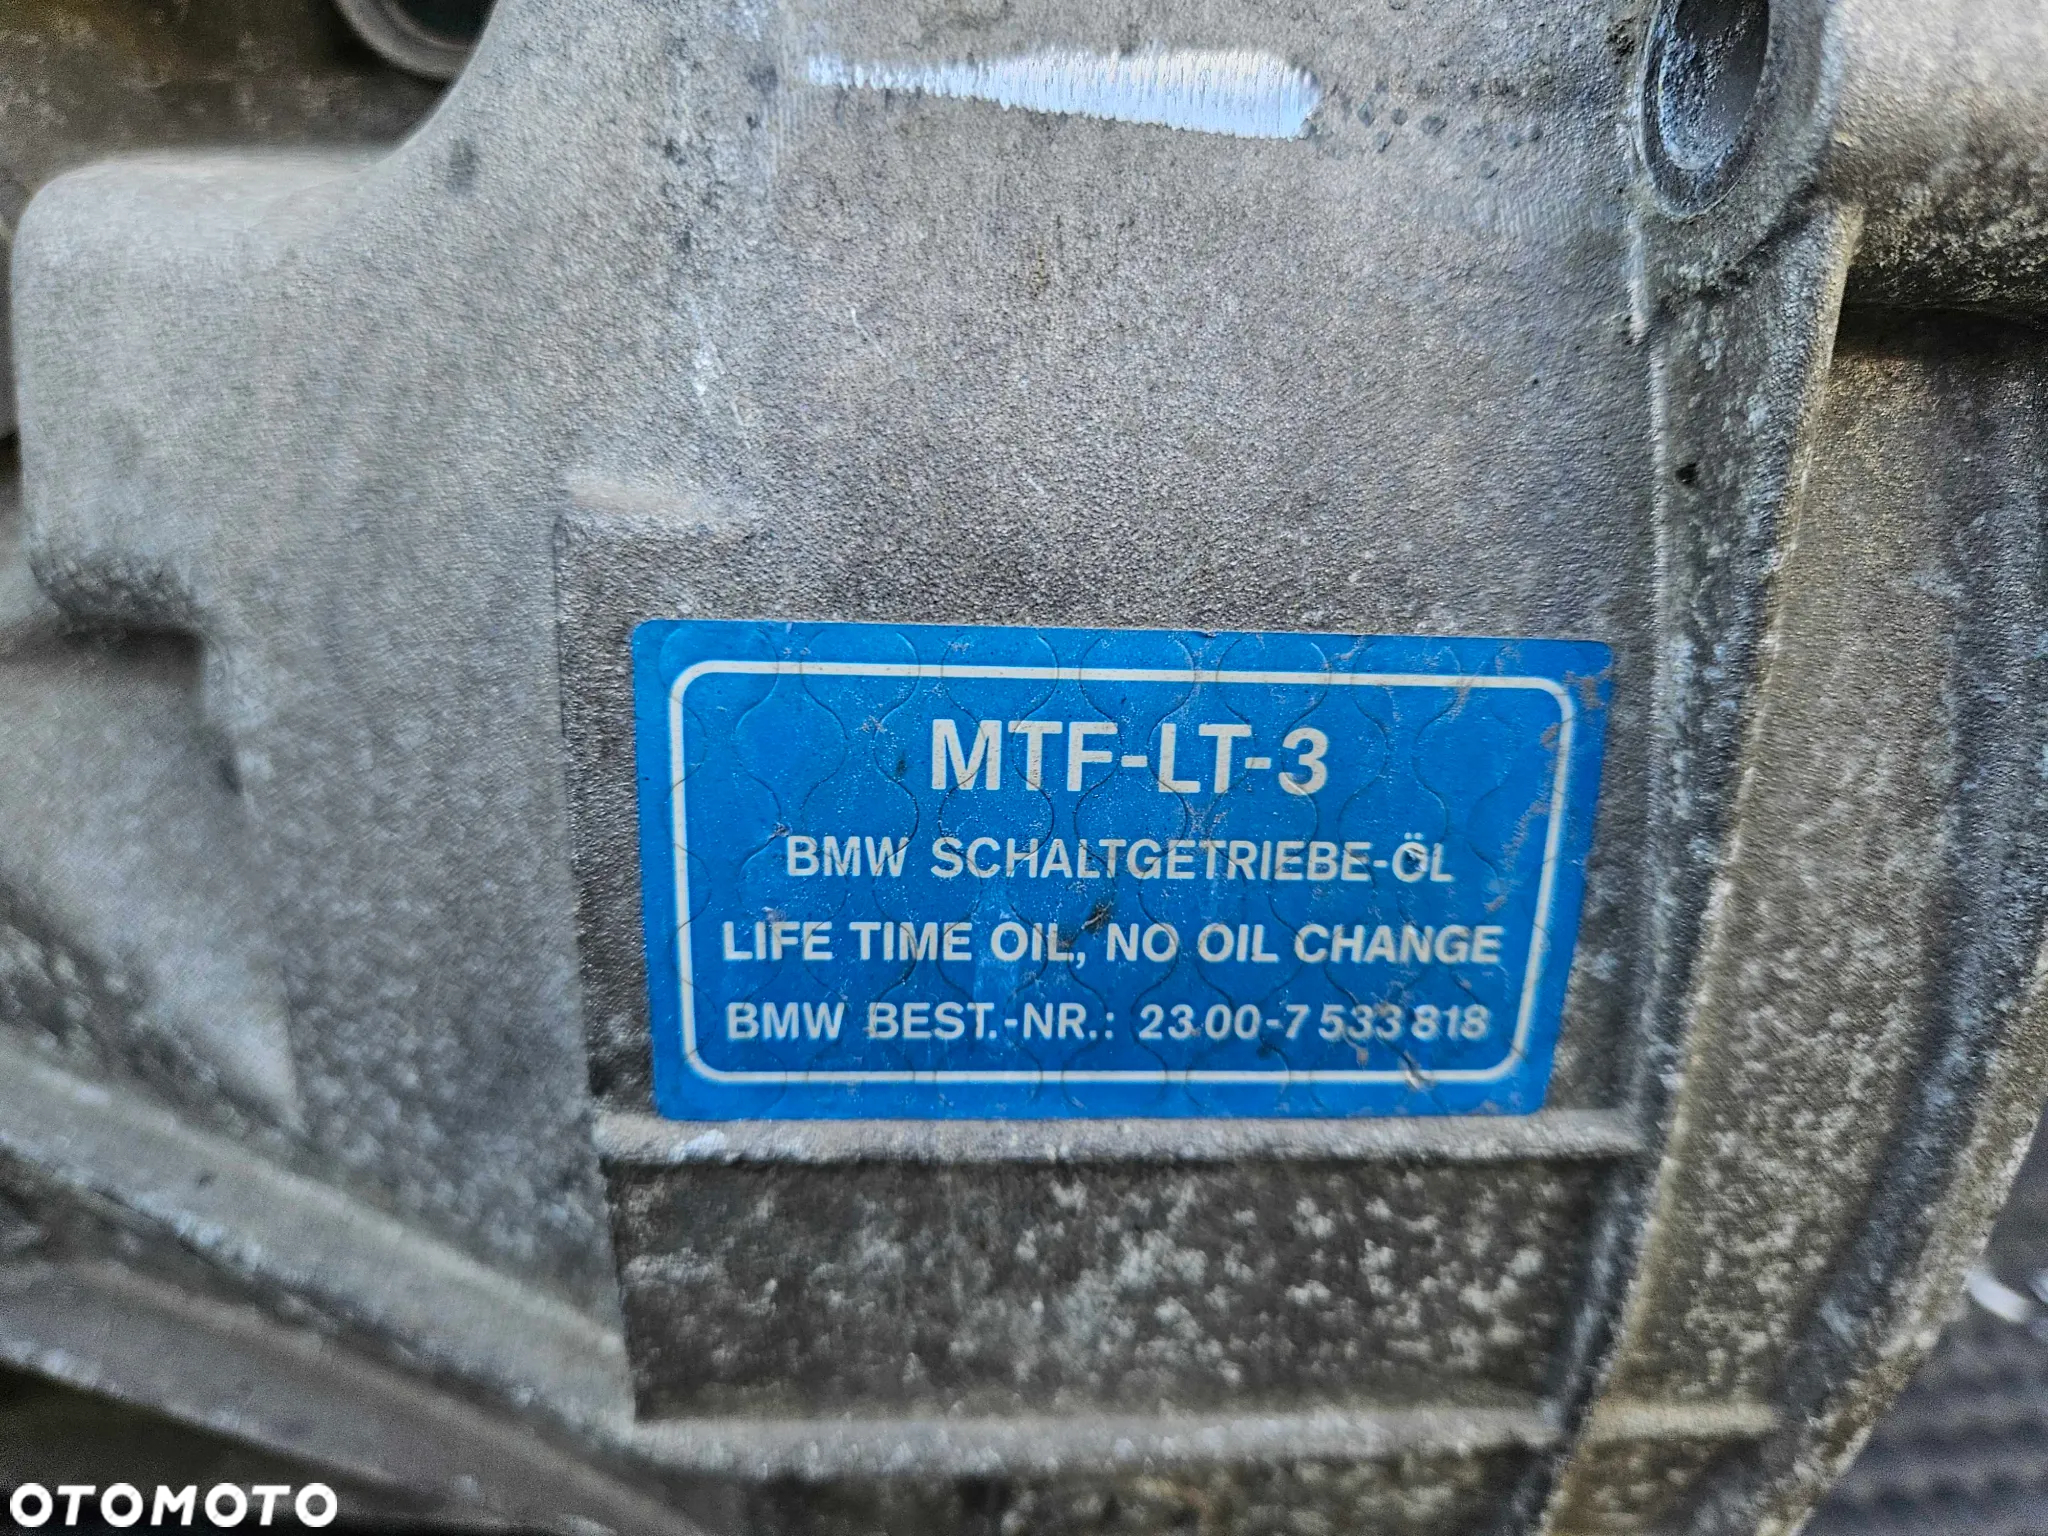 MTF-LT-3
BMW SCHALTGETRIEBE-ÖL
LIFE TIME OIL, NO OIL CHANGE
BMW BEST.-NR.: 23.00-7 533 818
OTOMOTO